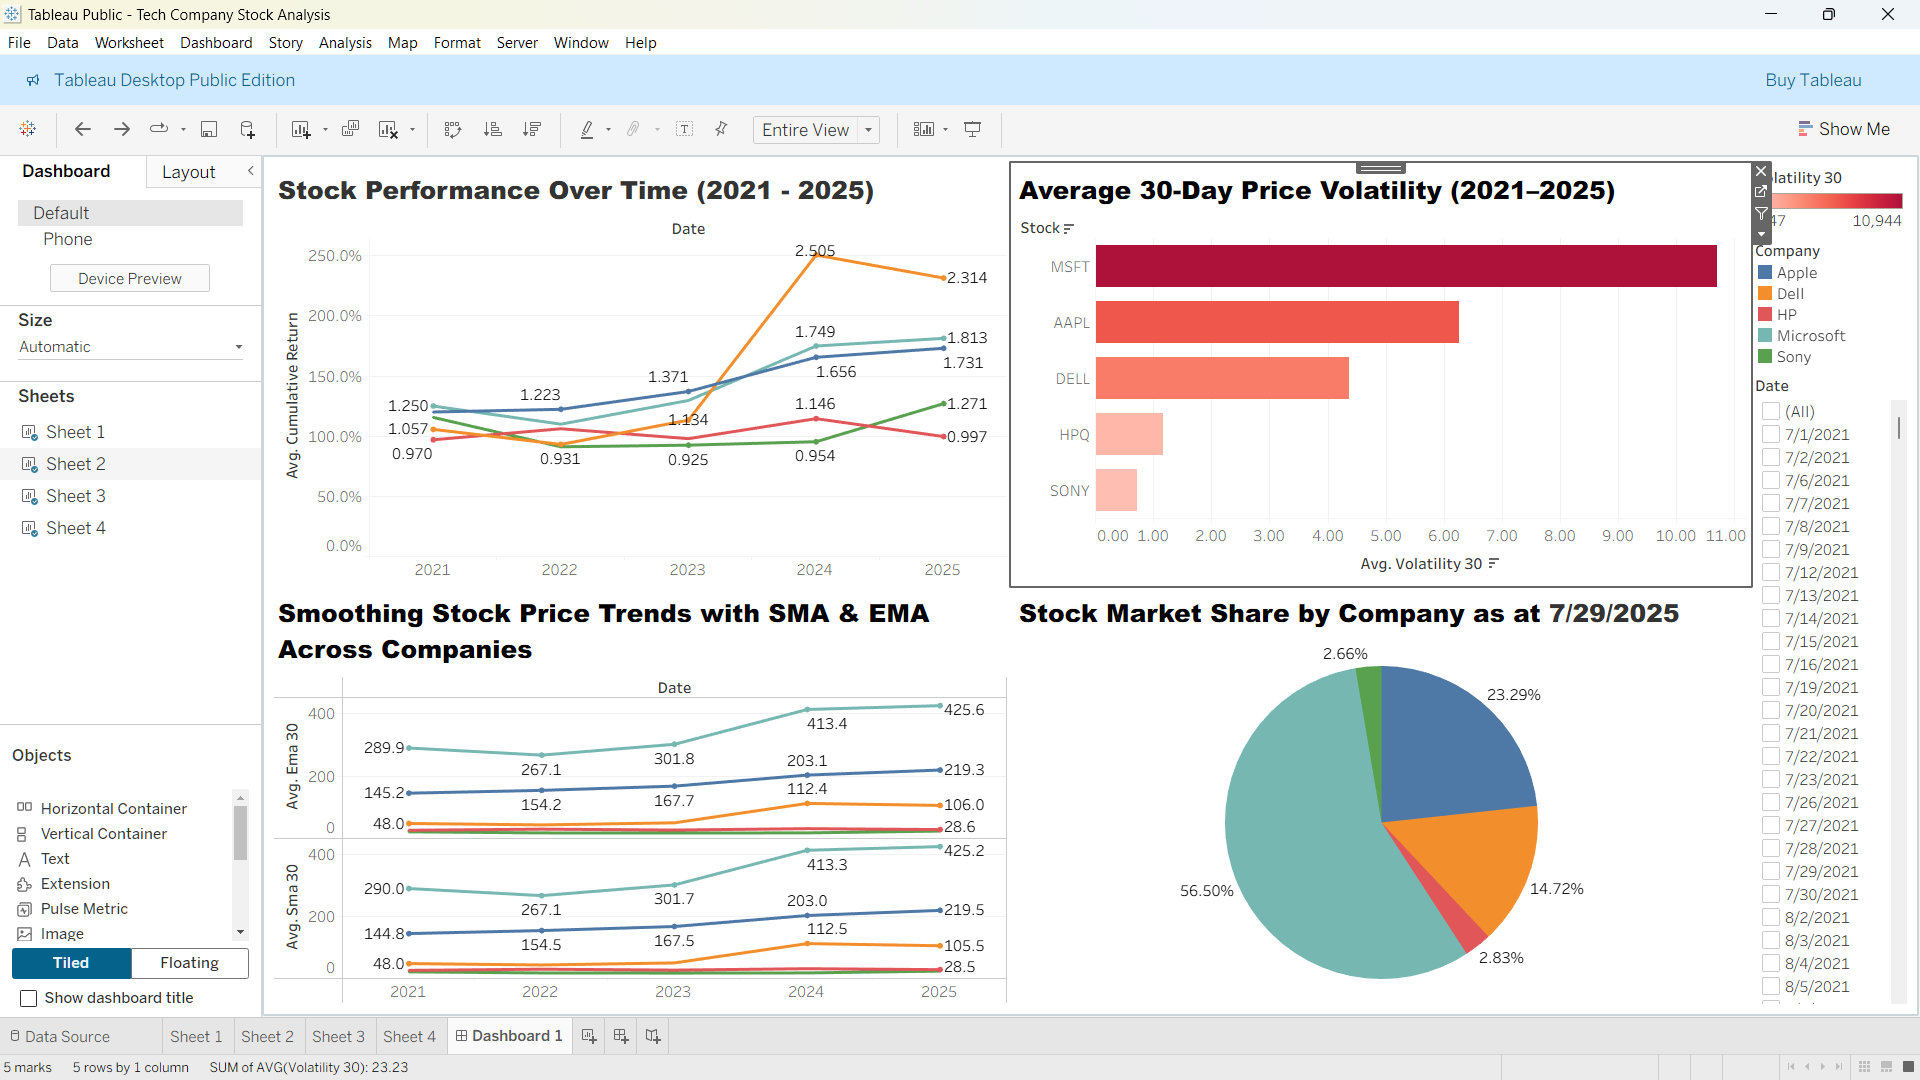 Tableau Public - Tech Company Stock Analysis
File Data Worksheet Dashboard Story Analysis Map Format Server Window Help
Tableau Desktop Public Edition
Buy Tableau
Entire View
Show Me
Dashboard Layout
Default
Phone
Device Preview
Size
Automatic
Sheets
Sheet 1
Sheet 2
Sheet 3
Sheet 4
Objects
Horizontal Container
Vertical Container
Text
Extension
Pulse Metric
Image
Tiled Floating
Show dashboard title
Stock Performance Over Time (2021 - 2025)
Date
Avg. Cumulative Return
250.0%
200.0%
150.0%
100.0%
50.0%
0.0%
2.505
2.314
1.749
1.813
1.656
1.731
1.371
1.223
1.250
1.057
0.970
1.134
1.146
1.271
0.997
0.931
0.925
0.954
2021 2022 2023 2024 2025
Average 30-Day Price Volatility (2021–2025)
Stock
MSFT
AAPL
DELL
HPQ
SONY
0.00 1.00 2.00 3.00 4.00 5.00 6.00 7.00 8.00 9.00 10.00 11.00
Avg. Volatility 30
latility 30
47 10,944
Company
Apple
Dell
HP
Microsoft
Sony
Date
(All)
7/1/2021
7/2/2021
7/6/2021
7/7/2021
7/8/2021
7/9/2021
7/12/2021
7/13/2021
7/14/2021
7/15/2021
7/16/2021
7/19/2021
7/20/2021
7/21/2021
7/22/2021
7/23/2021
7/26/2021
7/27/2021
7/28/2021
7/29/2021
7/30/2021
8/2/2021
8/3/2021
8/4/2021
8/5/2021
Smoothing Stock Price Trends with SMA & EMA
Across Companies
Date
Avg. Ema 30
400
200
0
289.9
267.1
301.8
413.4
425.6
145.2
154.2
167.7
203.1
219.3
48.0
112.4
106.0
28.6
Avg. Sma 30
400
200
0
290.0
267.1
301.7
413.3
425.2
144.8
154.5
167.5
203.0
219.5
48.0
112.5
105.5
28.5
2021 2022 2023 2024 2025
Stock Market Share by Company as at 7/29/2025
2.66%
23.29%
56.50%
14.72%
2.83%
Data Source Sheet 1 Sheet 2 Sheet 3 Sheet 4 Dashboard 1
5 marks 5 rows by 1 column SUM of AVG(Volatility 30): 23.23